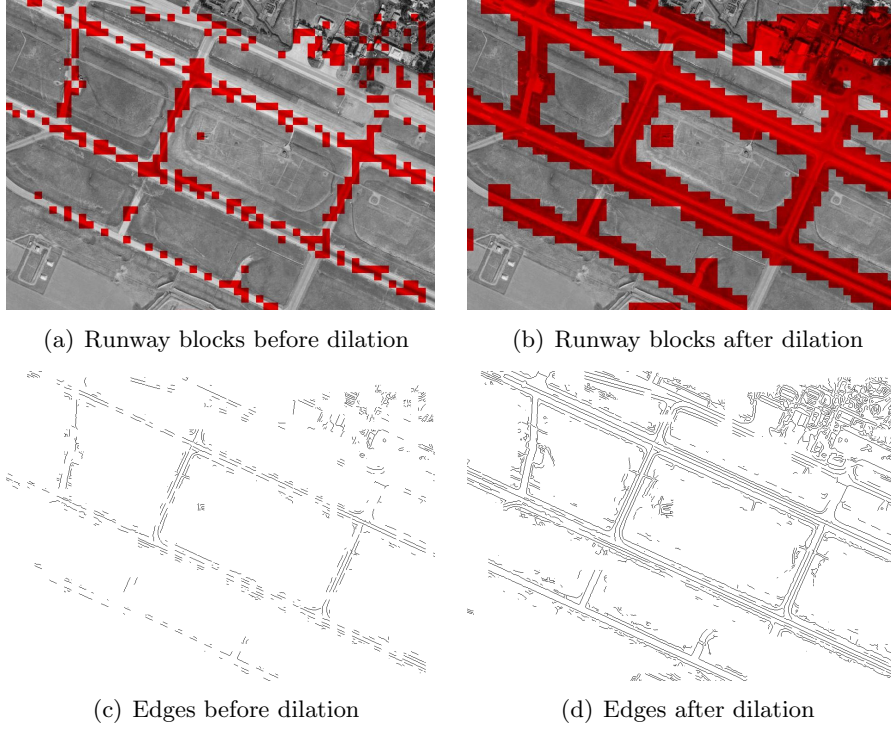 (a) Runway blocks before dilation
(b) Runway blocks after dilation
(c) Edges before dilation
(d) Edges after dilation